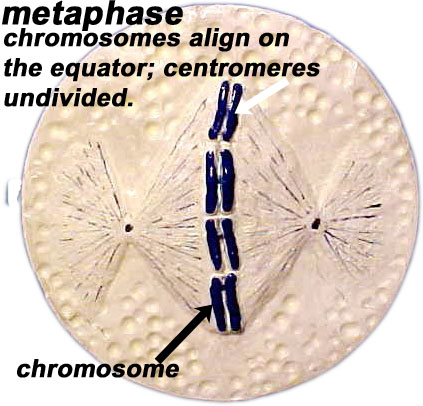 metaphase
chromosomes align on
the equator; centromeres
undivided.
chromosome